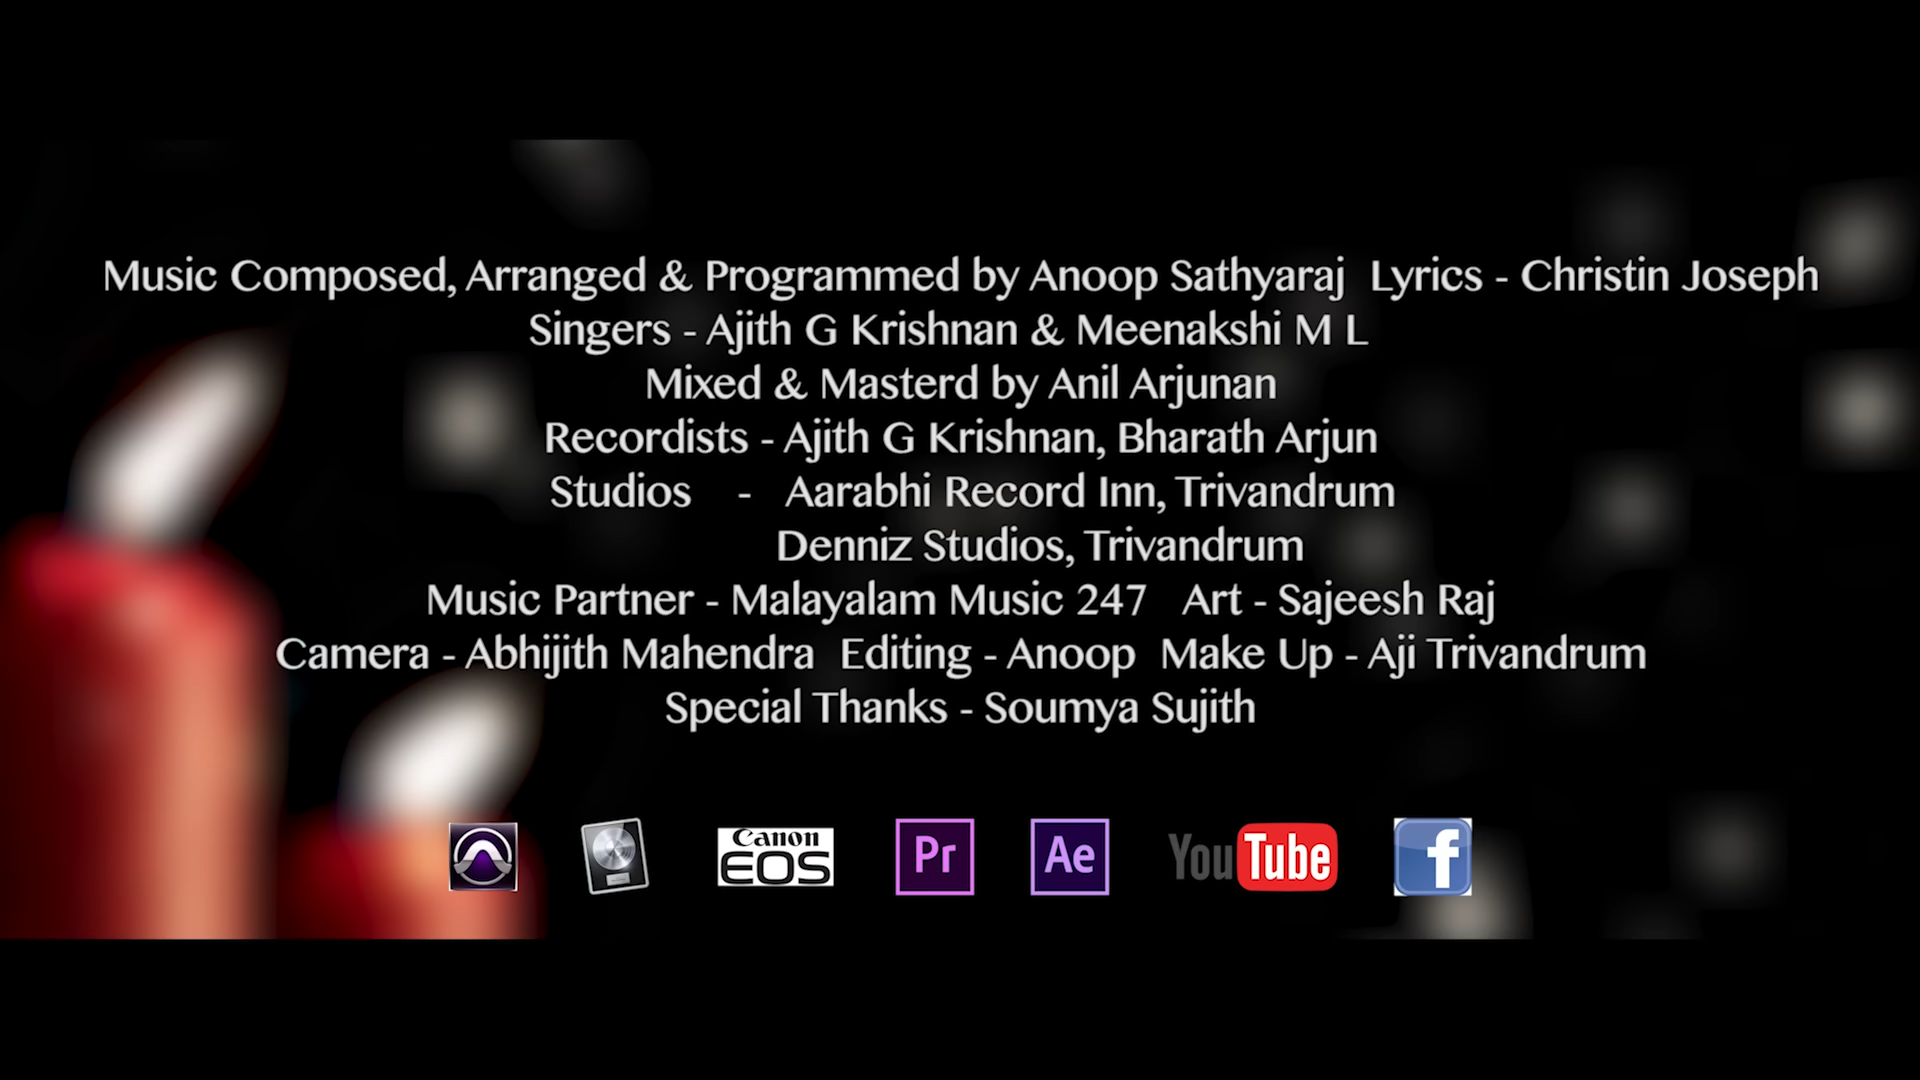 Music Composed, Arranged & Programmed by Anoop Sathyaraj  Lyrics - Christin Joseph
Singers - Ajith G Krishnan & Meenakshi M L
Mixed & Masterd by Anil Arjunan
Recordists - Ajith G Krishnan, Bharath Arjun
Studios - Aarabhi Record Inn, Trivandrum
Denniz Studios, Trivandrum
Music Partner - Malayalam Music 247  Art - Sajeesh Raj
Camera - Abhijith Mahendra  Editing - Anoop  Make Up - Aji Trivandrum
Special Thanks - Soumya Sujith
Canon
EOS
Pr
Ae
YouTube
f